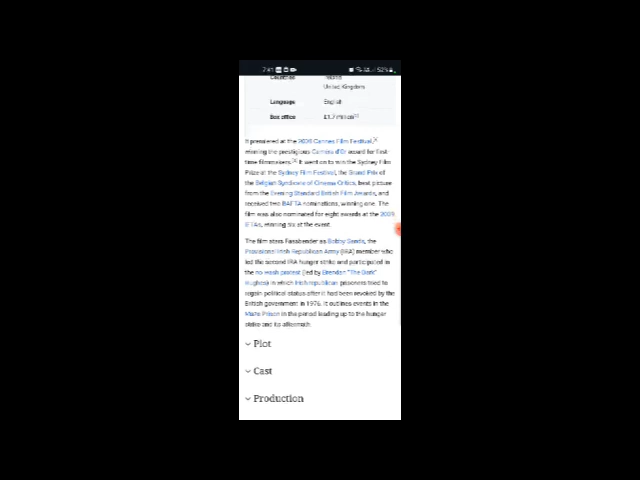 Countries Ireland
United Kingdom
Language English
Box office
It premiered at the 2008 Cannes Film Festival,
winning the prestigious Caméra d'Or award for first-
time filmmakers. It went on to win the Sydney Film
Prize at the Sydney Film Festival, the Grand Prix of
the Belgian Syndicate of Cinema Critics, best picture
from the Evening Standard British Film Awards, and
received two BAFTA nominations, winning one. The
film was also nominated for eight awards at the 2009
IFTAs, winning six at the event.
The film stars Fassbender as Bobby Sands, the
Provisional Irish Republican Army (IRA) member who
led the second IRA hunger strike and participated in
the no wash protest (led by Brendan "The Dark"
Hughes) in which Irish republican prisoners tried to
regain political status after it had been revoked by the
British government in 1976. It outlines events in the
Maze Prison in the period leading up to the hunger
strike and its aftermath.
Plot
Cast
Production